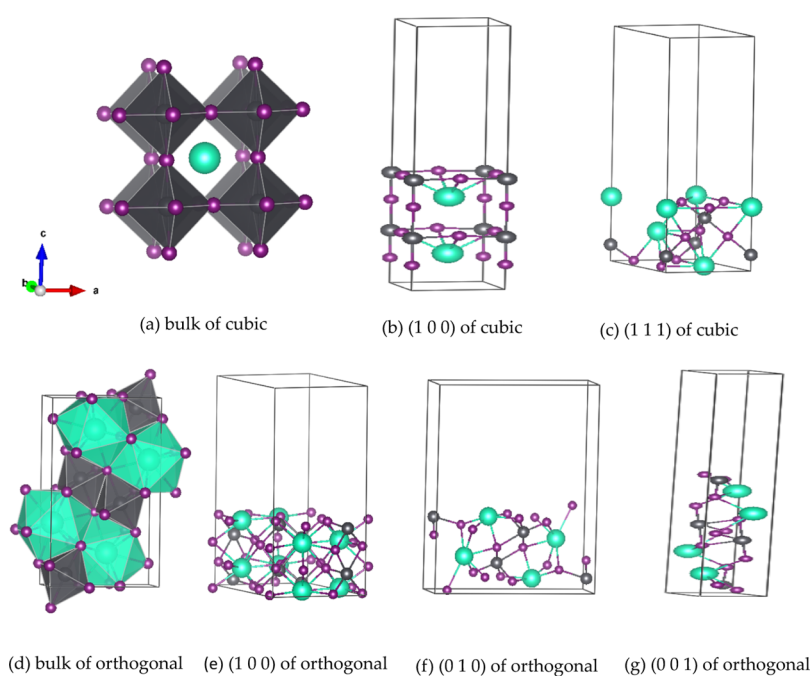 c
b
a
(a) bulk of cubic
(b) (1 0 0) of cubic
(c) (1 1 1) of cubic
(d) bulk of orthogonal
(e) (1 0 0) of orthogonal
(f) (0 1 0) of orthogonal
(g) (0 0 1) of orthogonal